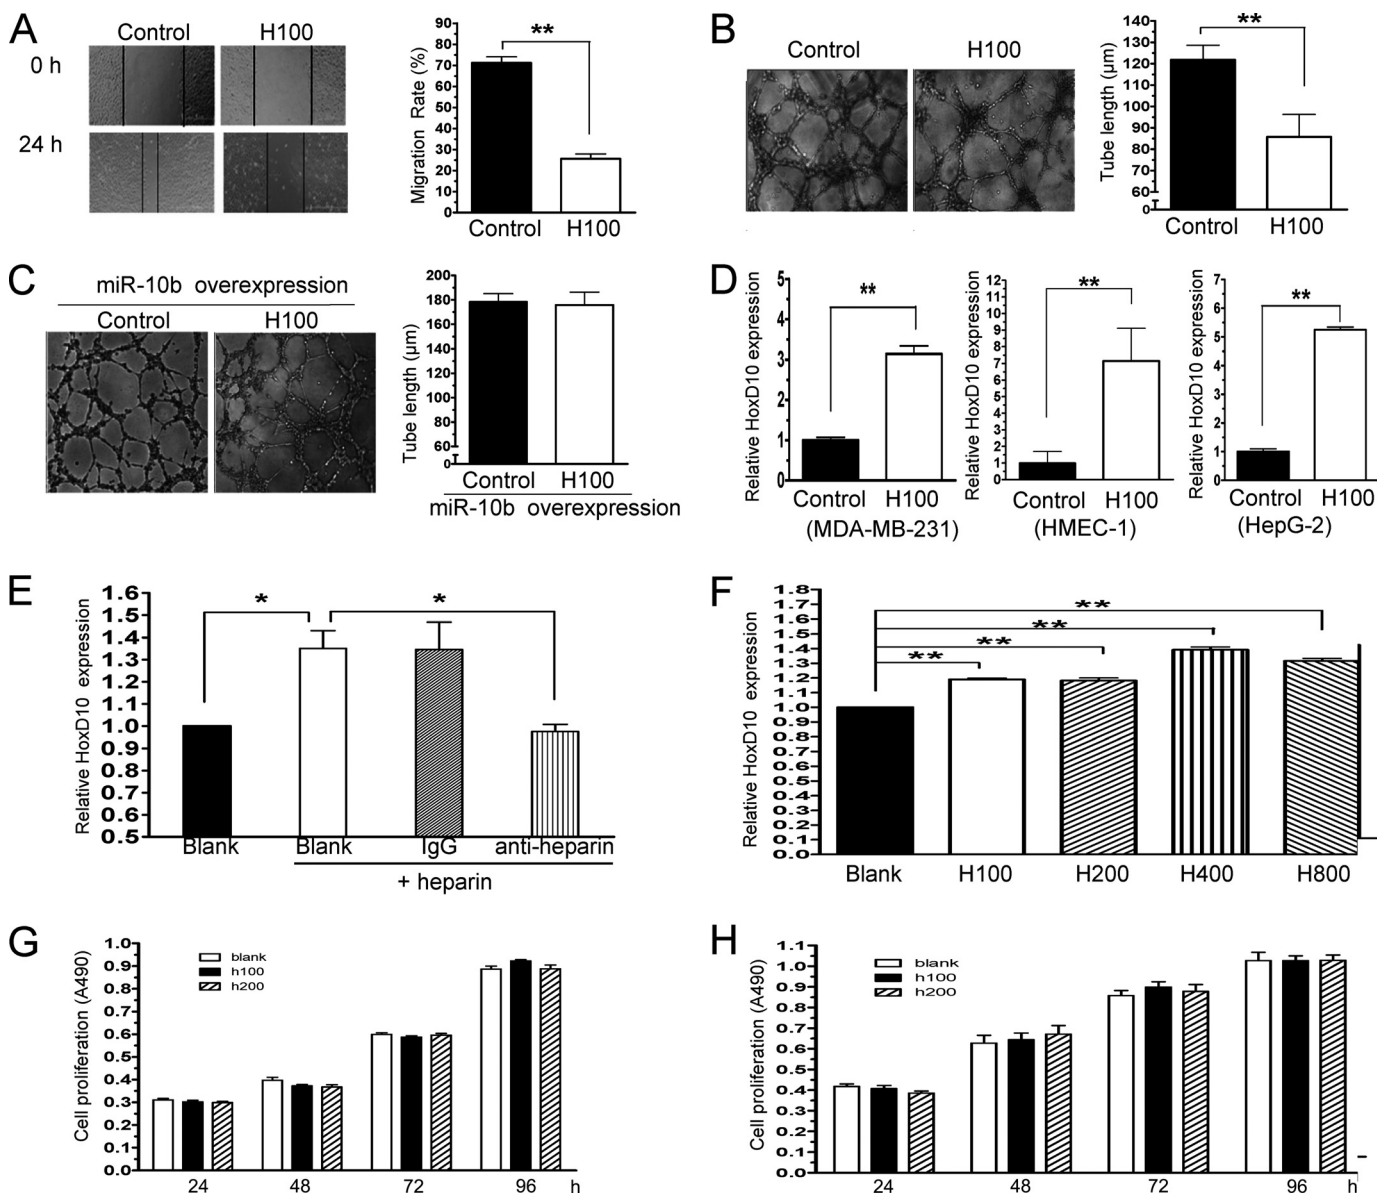 A
Control H100
0 h
24 h
Migration Rate (%)
90
80
70
60
50
40
30
20
10
0
**
Control H100
B
Control H100
Tube length (µm)
140
130
120
110
100
90
80
70
60
0
**
Control H100
C
miR-10b overexpression
Control H100
Tube length (µm)
200
180
160
140
120
100
80
60
0
Control H100
miR-10b overexpression
D
Relative HoxD10 expression
5
4
3
2
1
0
**
Control H100
(MDA-MB-231)
Relative HoxD10 expression
12
11
10
9
8
7
6
5
4
3
2
1
0
**
Control H100
(HMEC-1)
Relative HoxD10 expression
7
6
5
4
3
2
1
0
**
Control H100
(HepG-2)
E
Relative HoxD10 expression
1.6
1.5
1.4
1.3
1.2
1.1
1.0
0.9
0.8
0.7
0.6
0.5
* *
Blank Blank IgG anti-heparin
+ heparin
F
Relative HoxD10 expression
1.8
1.7
1.6
1.5
1.4
1.3
1.2
1.1
1.0
0.9
0.8
0.7
0.6
0.5
0.4
0.3
0.2
0.1
0.0
**
**
**
**
Blank H100 H200 H400 H800
G
Cell proliferation (A490)
1.0
0.9
0.8
0.7
0.6
0.5
0.4
0.3
0.2
0.1
0.0
blank
h100
h200
24 48 72 96 h
H
Cell proliferation (A490)
1.1
1.0
0.9
0.8
0.7
0.6
0.5
0.4
0.3
0.2
0.1
0.0
blank
h100
h200
24 48 72 96 h